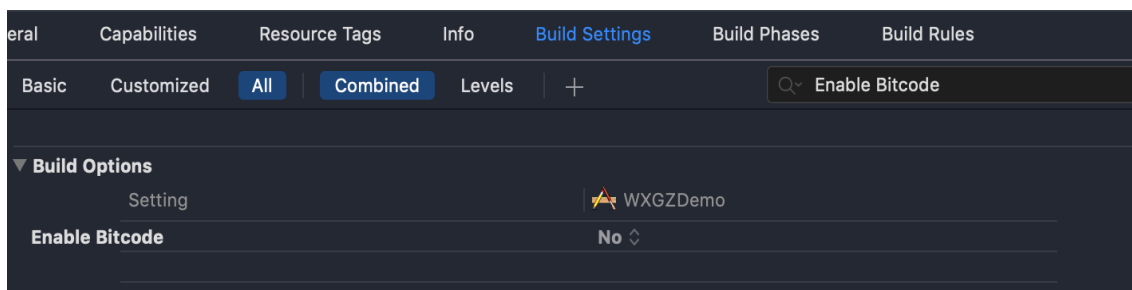 eral Capabilities Resource Tags Info Build Settings Build Phases Build Rules
Basic Customized All Combined Levels + Enable Bitcode
Build Options
Setting WXGZDemo
Enable Bitcode No